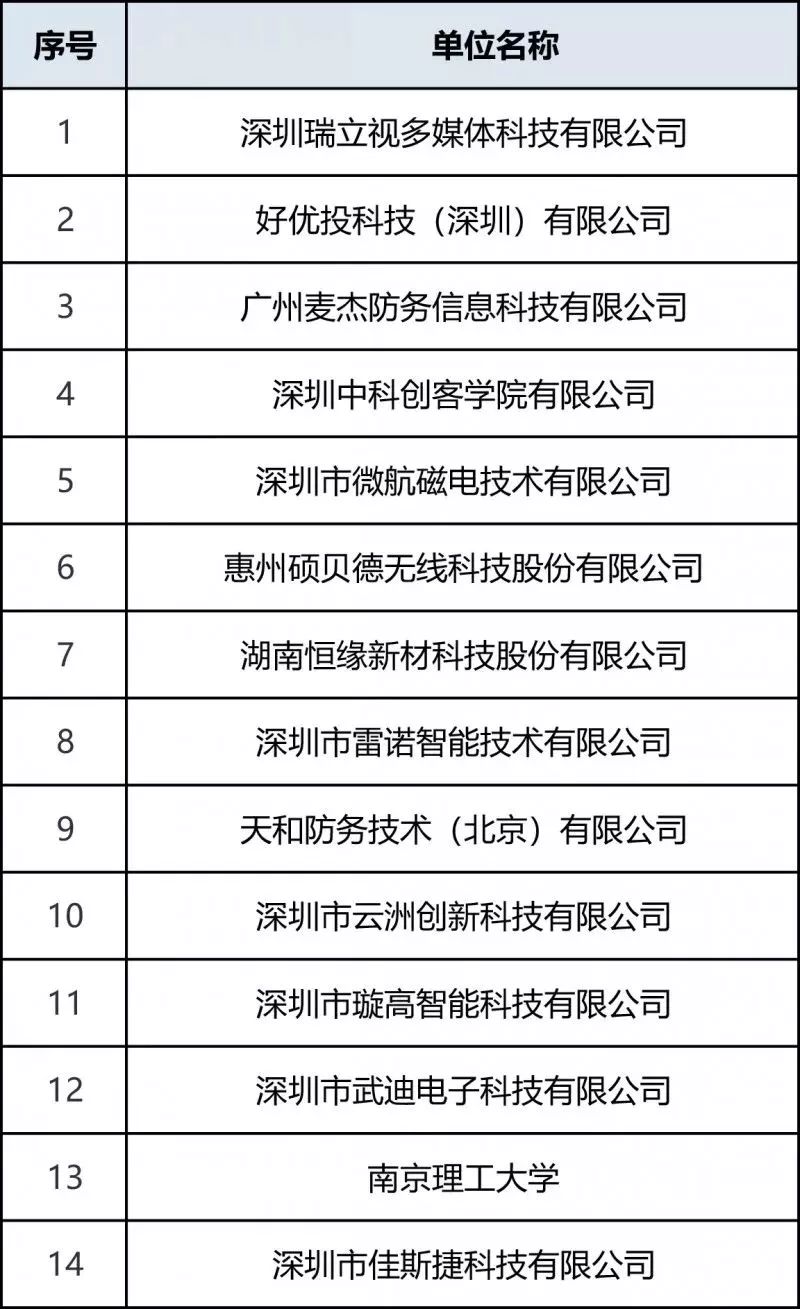 序号 单位名称
1 深圳瑞立视多媒体科技有限公司
2 好优投科技（深圳）有限公司
3 广州麦杰防务信息科技有限公司
4 深圳中科创客学院有限公司
5 深圳市微航磁电技术有限公司
6 惠州硕贝德无线科技股份有限公司
7 湖南恒缘新材科技股份有限公司
8 深圳市雷诺智能技术有限公司
9 天和防务技术（北京）有限公司
10 深圳市云洲创新科技有限公司
11 深圳市璇高智能科技有限公司
12 深圳市武迪电子科技有限公司
13 南京理工大学
14 深圳市佳斯捷科技有限公司